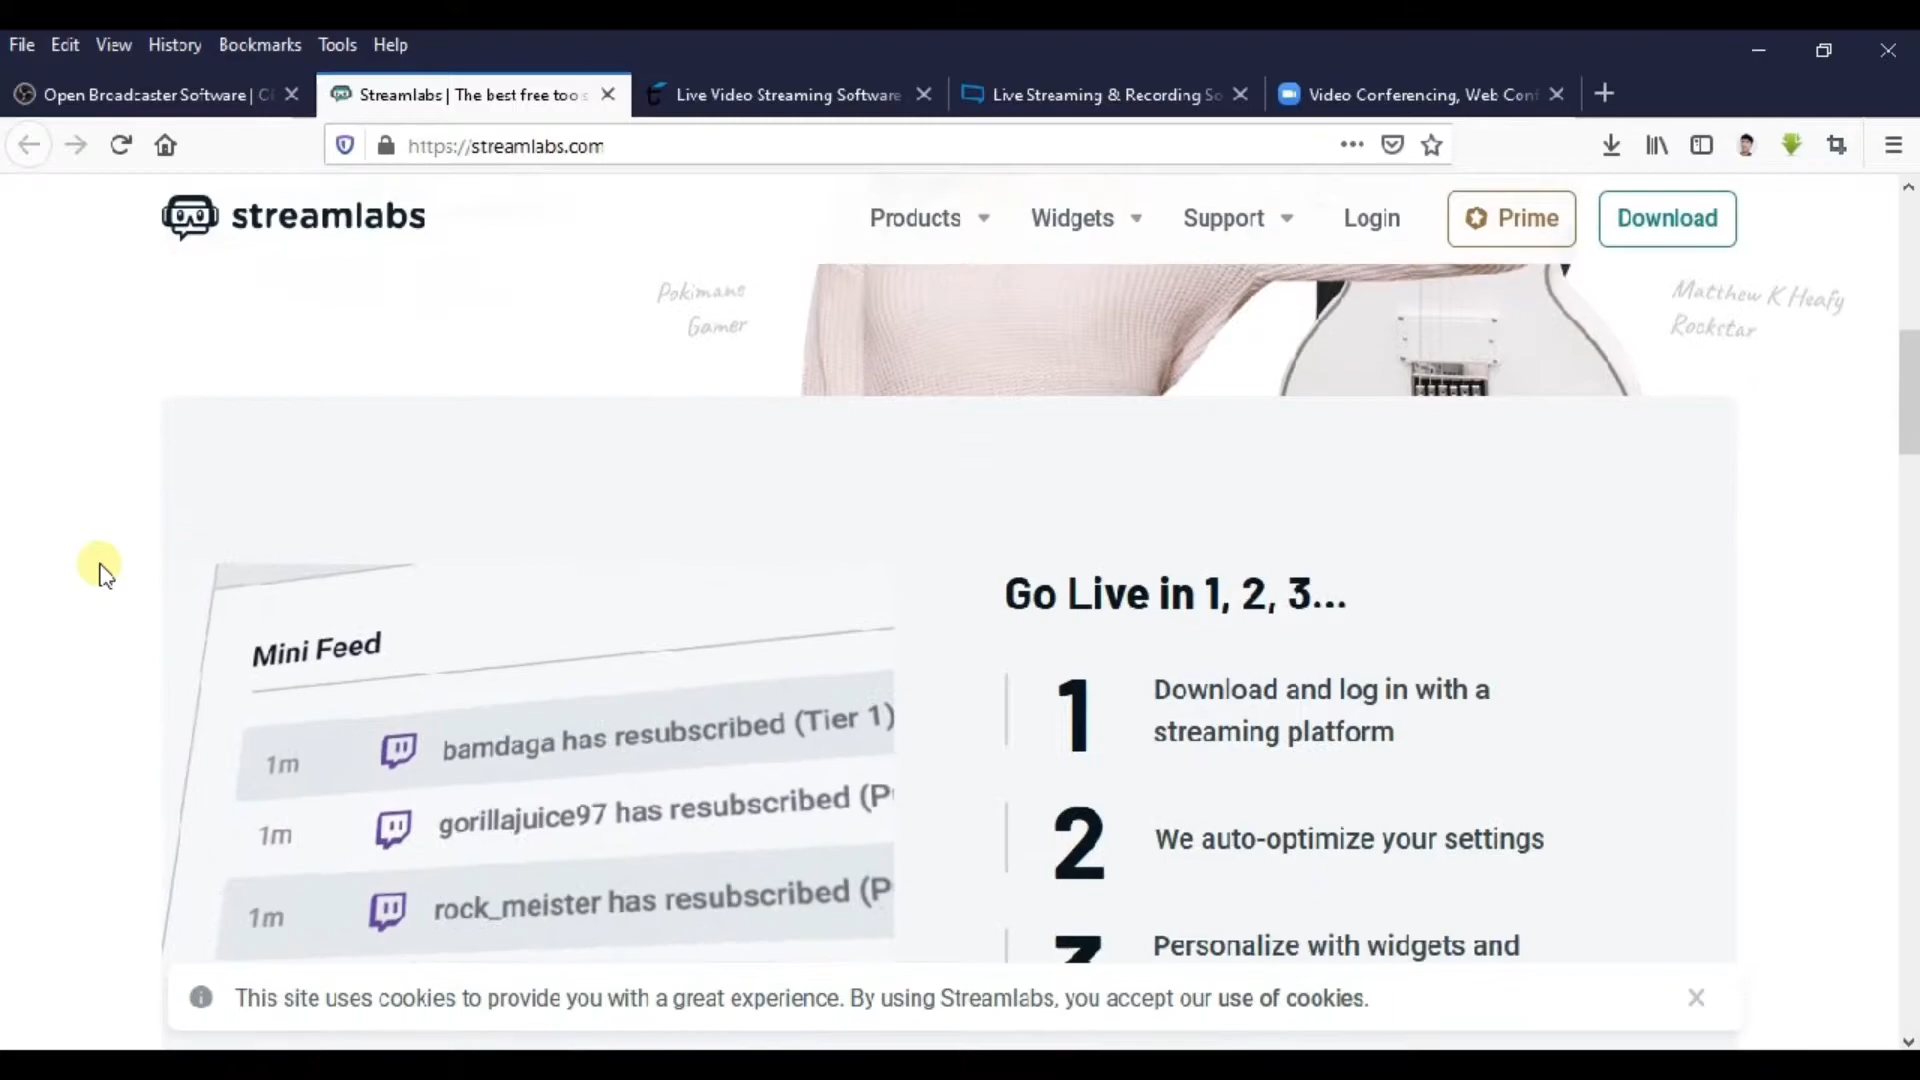 File Edit View History Bookmarks Tools Help
Open Broadcaster Software | Streamlabs | The best free too Live Video Streaming Software Live Streaming & Recording So Video Conferencing, Web Conf
https://streamlabs.com
streamlabs Products Widgets Support Login Prime Download
Pokimane
Gamer
Matthew K Heafy
Rockstar
Go Live in 1, 2, 3...
Mini Feed
1m bamdaga has resubscribed (Tier 1)
1m gorillajuice97 has resubscribed (P
1m rock_meister has resubscribed (P
1 Download and log in with a
streaming platform
2 We auto-optimize your settings
3 Personalize with widgets and
This site uses cookies to provide you with a great experience. By using Streamlabs, you accept our use of cookies.